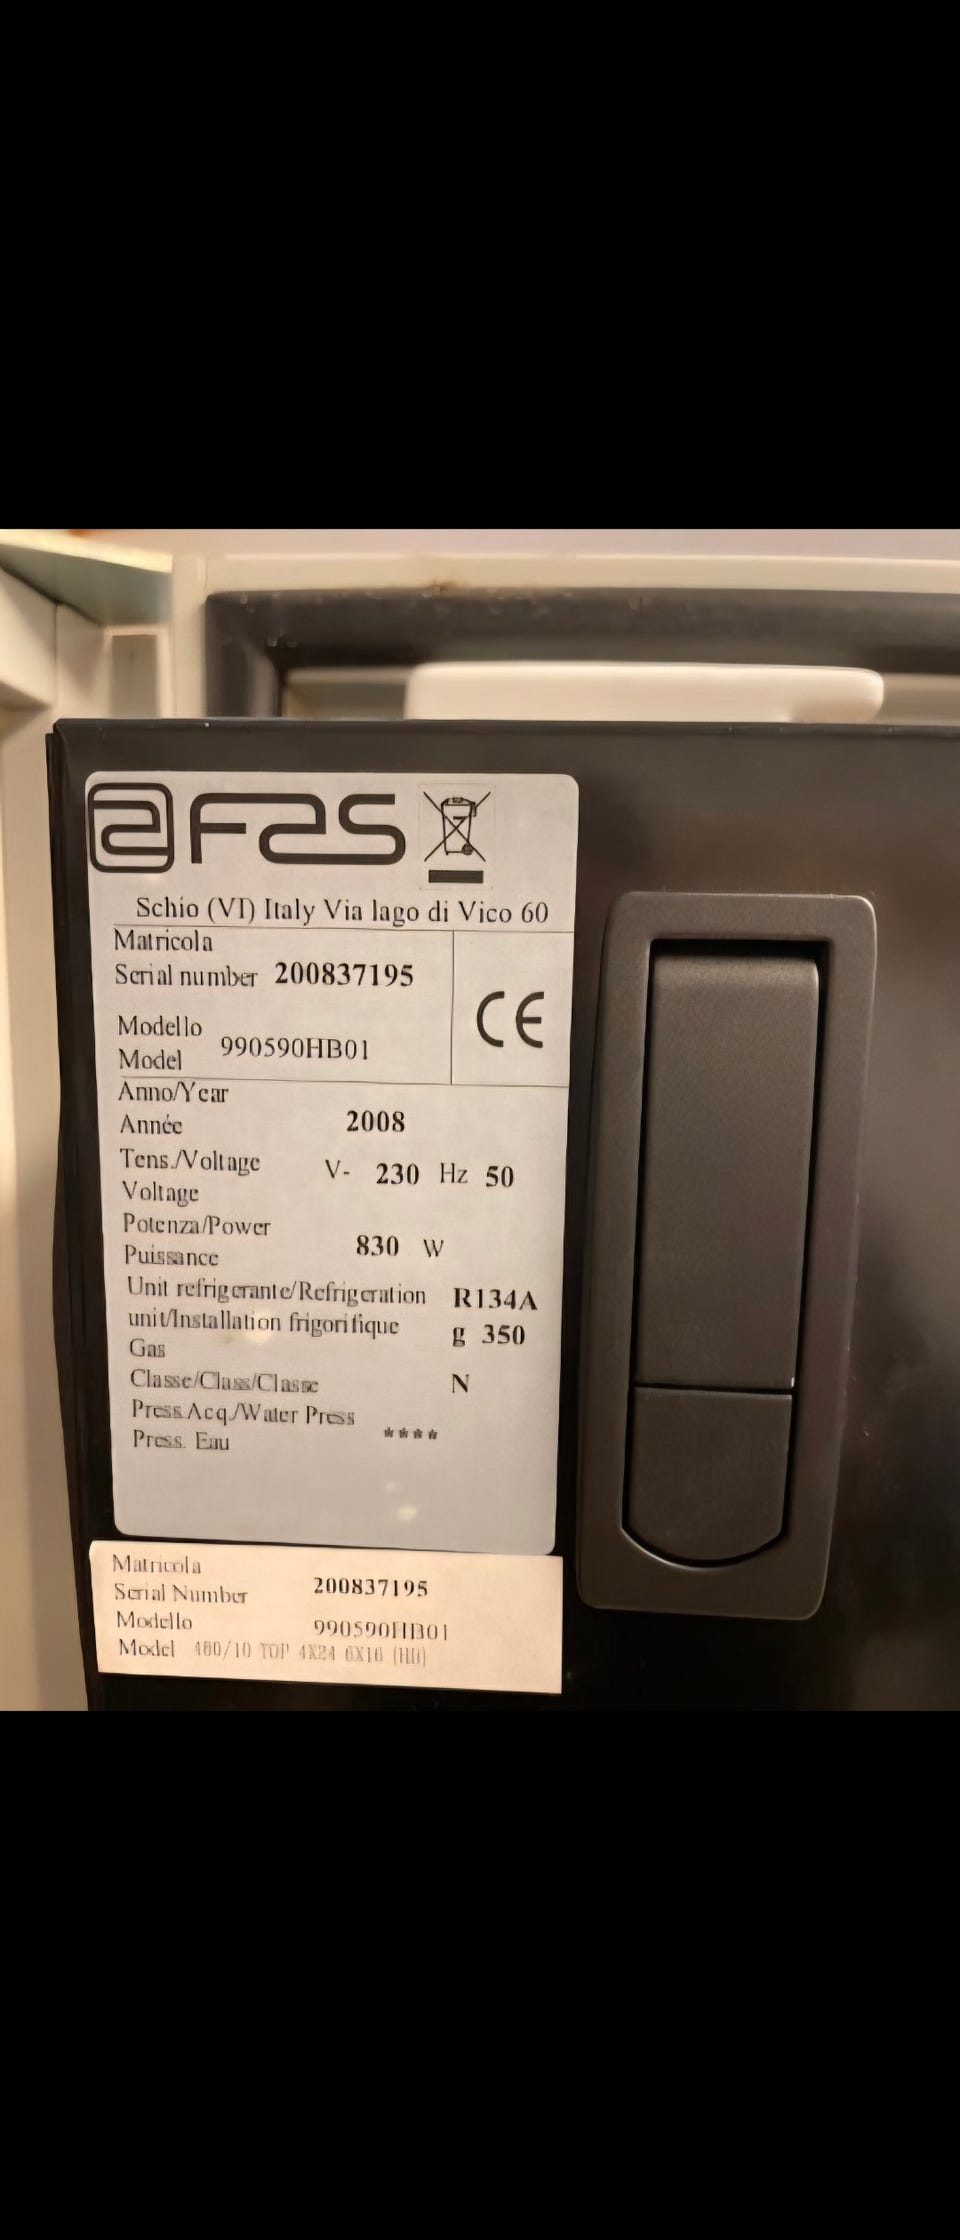 FAS
Schio (VI) Italy Via lago di Vico 60
Matricola
Serial number 200837195
CE
Modello
Model 990590HB01
Anno/Year
Année 2008
Tens./Voltage V- 230 Hz 50
Voltage
Potenza/Power
Puissance 830 W
Unit refrigerante/Refrigeration R134A
unit/Installation frigorifique g 350
Gas
Classe/Class/Classe N
Press.Acq./Water Press
Press. Eau ****
Matricola
Serial Number 200837195
Modello 990590HB01
Model 480/10 TOP 4X24 6X16